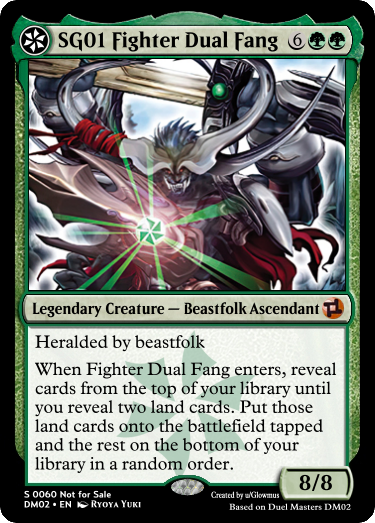 SG01 Fighter Dual Fang 6
Legendary Creature — Beastfolk Ascendant
Heralded by beastfolk
When Fighter Dual Fang enters, reveal
cards from the top of your library until
you reveal two land cards. Put those
land cards onto the battlefield tapped
and the rest on the bottom of your
library in a random order.
8/8
S 0060 Not for Sale
DM02 • EN Ryoya Yuki
Created by u/Glowmus
Based on Duel Masters DM02